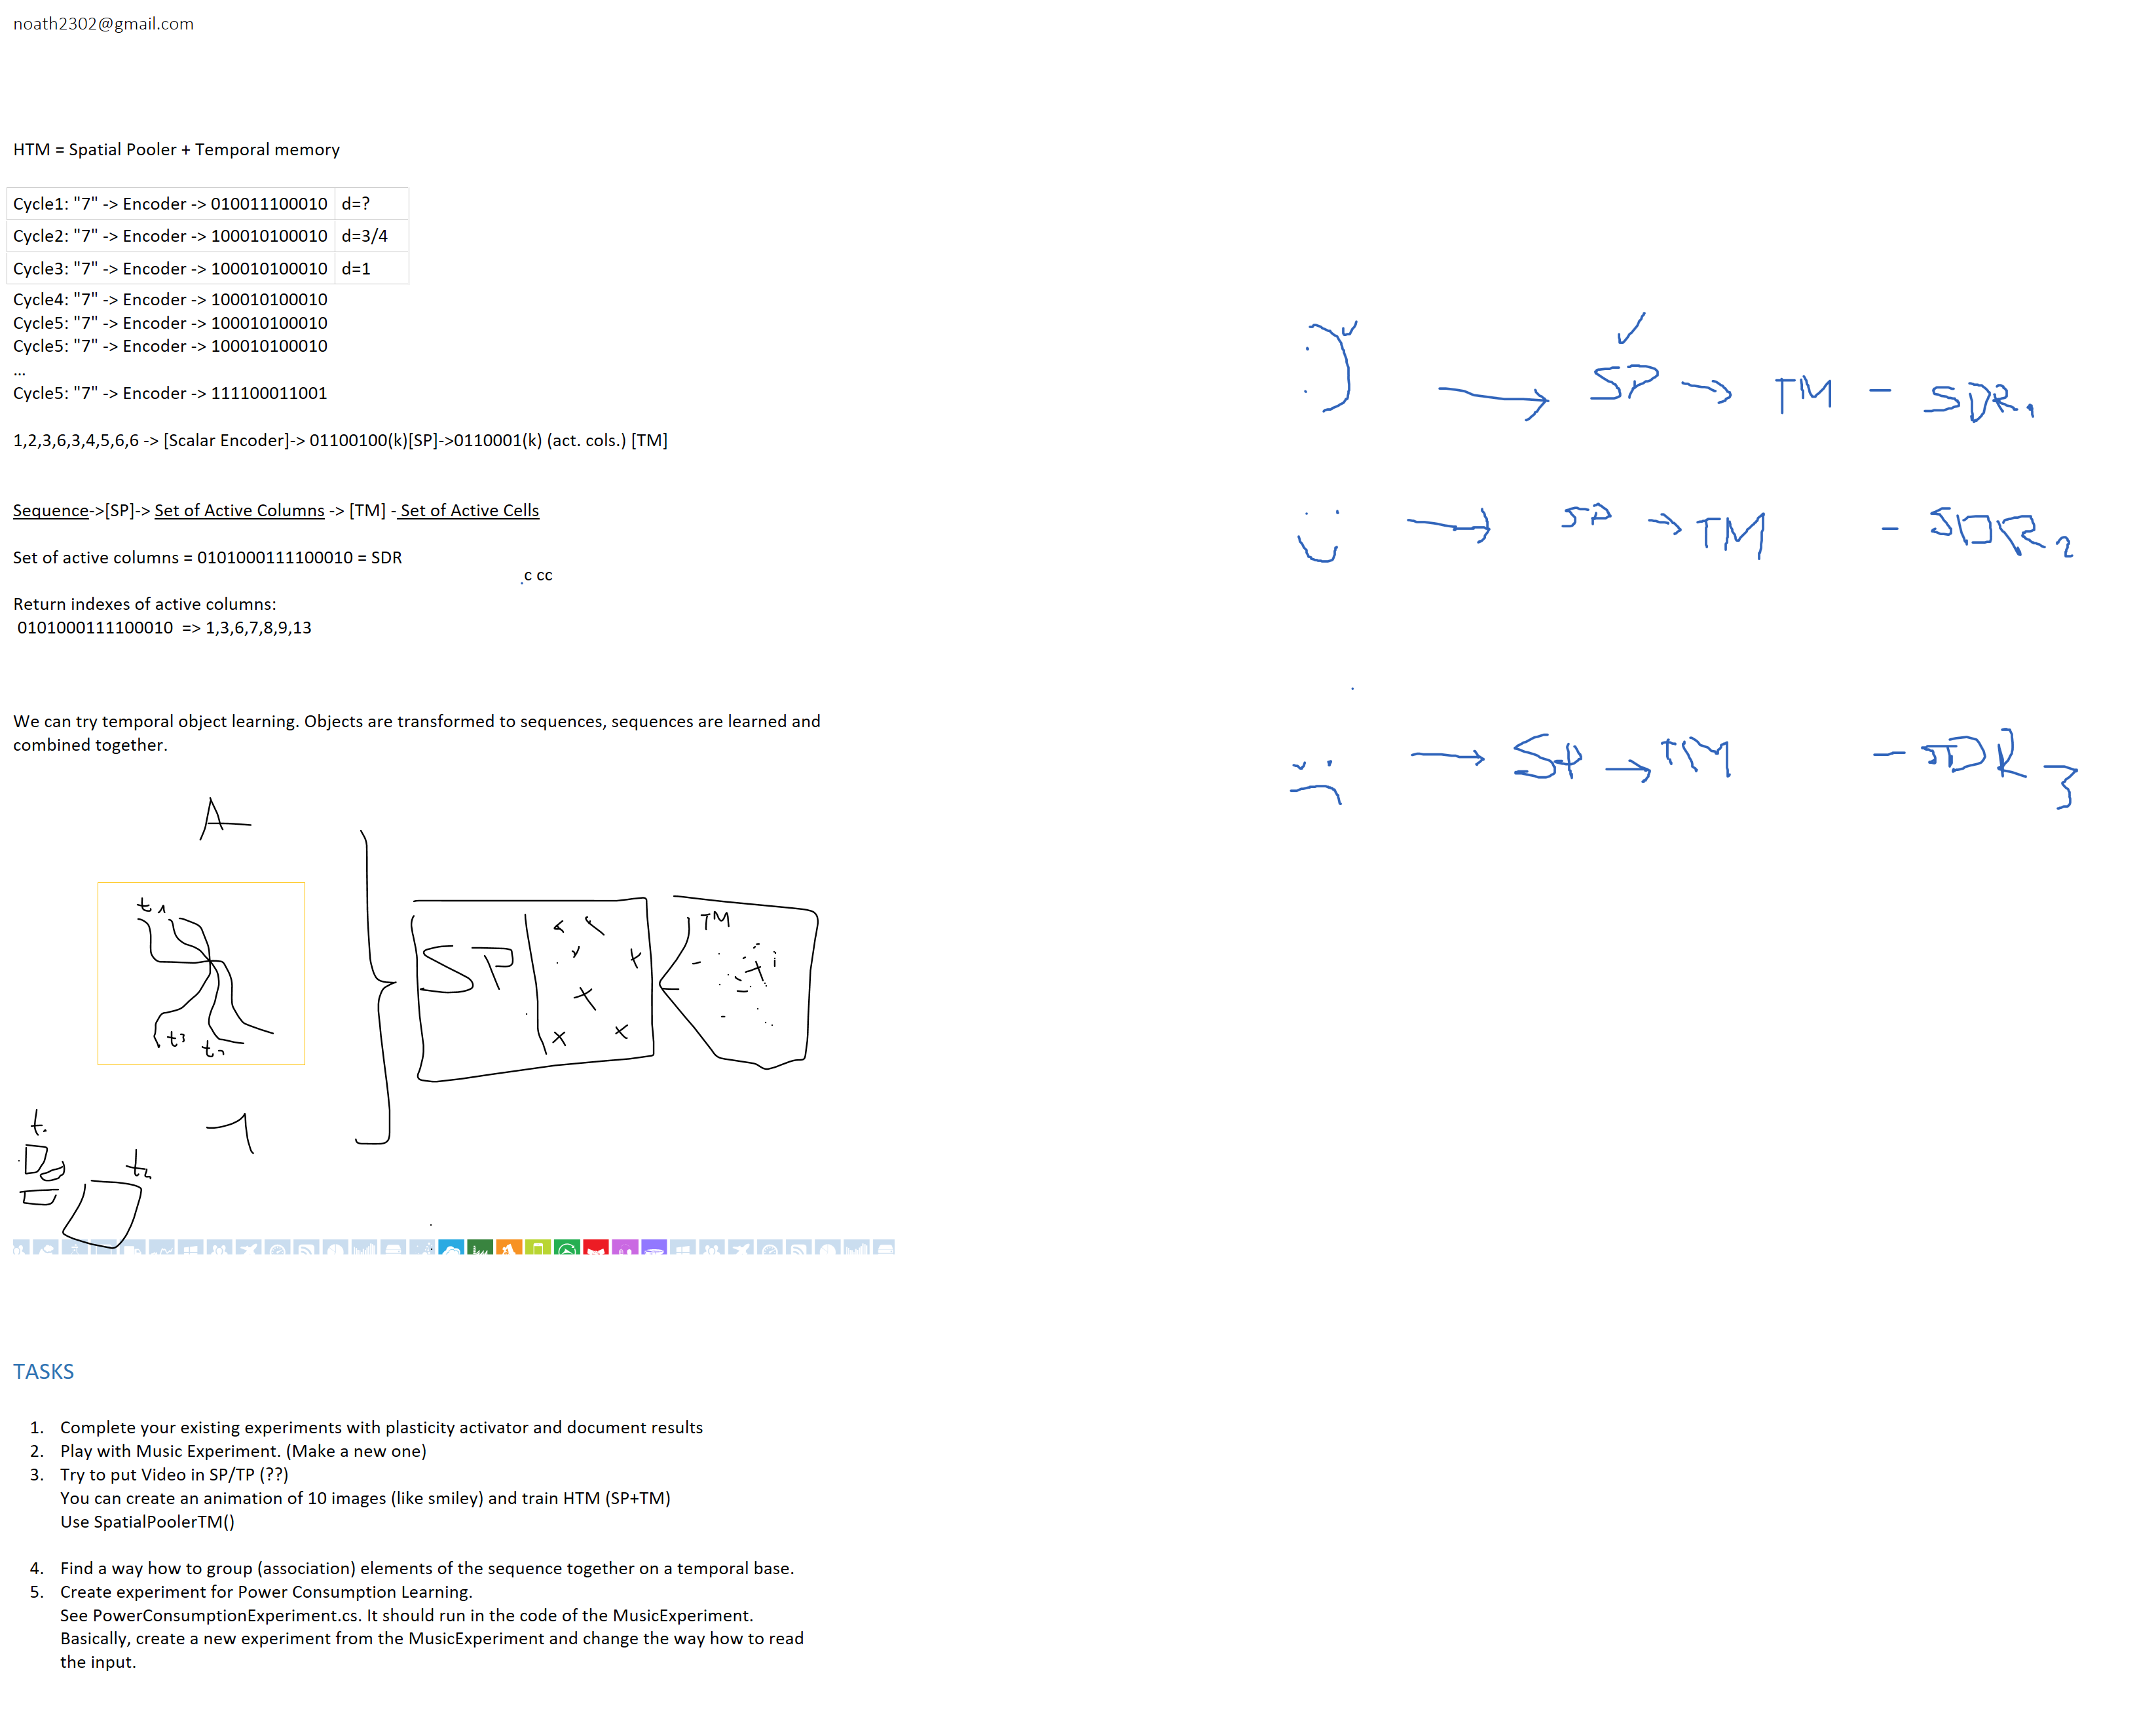 noath2302@gmail.com
HTM = Spatial Pooler + Temporal memory
Cycle1: "7" -> Encoder -> 010011100010 d=?
Cycle2: "7" -> Encoder -> 100010100010 d=3/4
Cycle3: "7" -> Encoder -> 100010100010 d=1
Cycle4: "7" -> Encoder -> 100010100010
Cycle5: "7" -> Encoder -> 100010100010
Cycle5: "7" -> Encoder -> 100010100010
...
Cycle5: "7" -> Encoder -> 111100011001
1,2,3,6,3,4,5,6,6 -> [Scalar Encoder]-> 01100100(k)[SP]->0110001(k) (act. cols.) [TM]
Sequence->[SP]-> Set of Active Columns -> [TM] - Set of Active Cells
Set of active columns = 0101000111100010 = SDR
.c cc
Return indexes of active columns:
0101000111100010 => 1,3,6,7,8,9,13
We can try temporal object learning. Objects are transformed to sequences, sequences are learned and
combined together.
A
t1
t3
t2
SP
TM
t.
t2
SP → TM - SDR1
SP → TM - SDR2
SP → TM - SDR3
TASKS
1. Complete your existing experiments with plasticity activator and document results
2. Play with Music Experiment. (Make a new one)
3. Try to put Video in SP/TP (??)
You can create an animation of 10 images (like smiley) and train HTM (SP+TM)
Use SpatialPoolerTM()
4. Find a way how to group (association) elements of the sequence together on a temporal base.
5. Create experiment for Power Consumption Learning.
See PowerConsumptionExperiment.cs. It should run in the code of the MusicExperiment.
Basically, create a new experiment from the MusicExperiment and change the way how to read
the input.